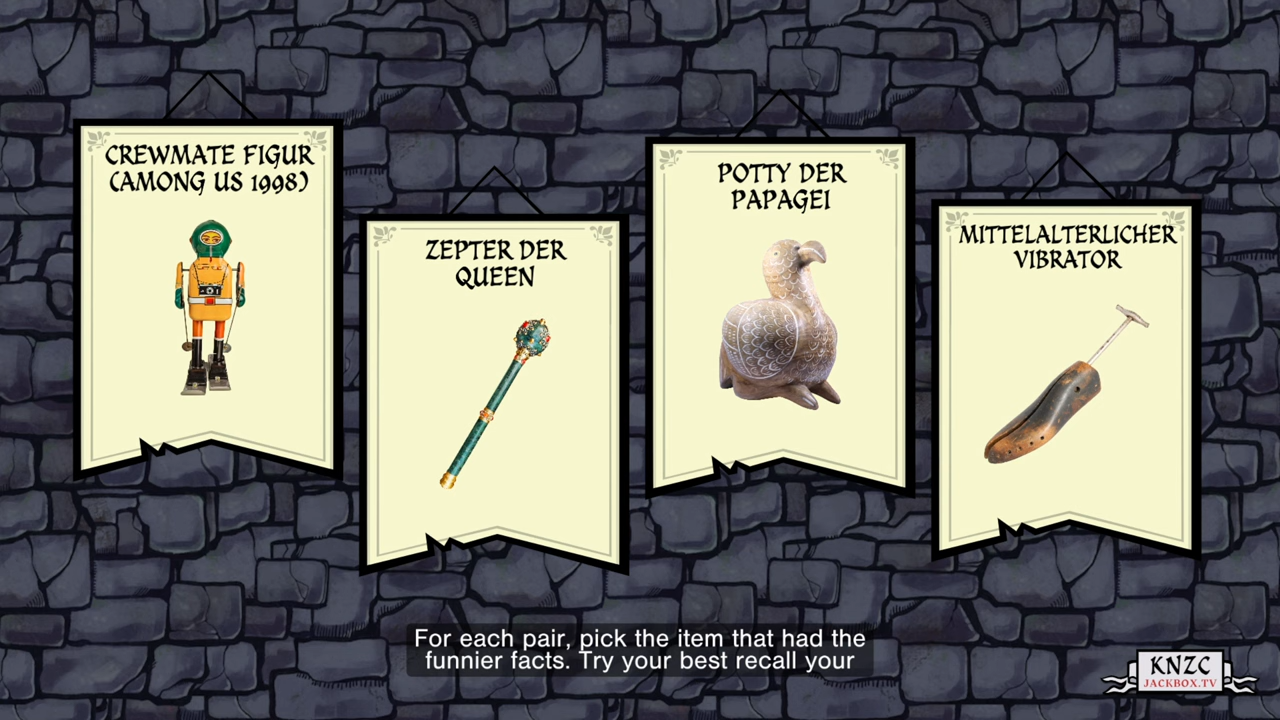 CREWMATE FIGUR
(AMONG US 1998)
ZEPTER DER
QUEEN
POTTY DER
PAPAGEI
MITTELALTERLICHER
VIBRATOR
For each pair, pick the item that had the
funnier facts. Try your best recall your
KNZC
JACKBOX.TV